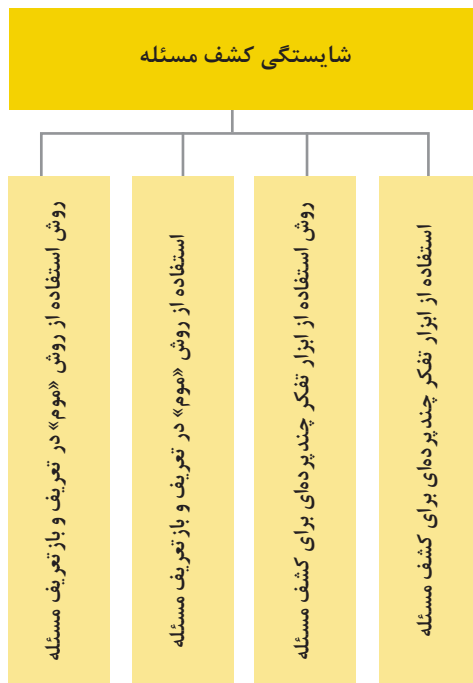 شایستگی کشف مسئله
استفاده از ابزار تفکر چندپرده‌ای برای کشف مسئله
روش استفاده از ابزار تفکر چندپرده‌ای برای کشف مسئله
استفاده از روش «موم» در تعریف و بازتعریف مسئله
روش استفاده از روش «موم» در تعریف و بازتعریف مسئله